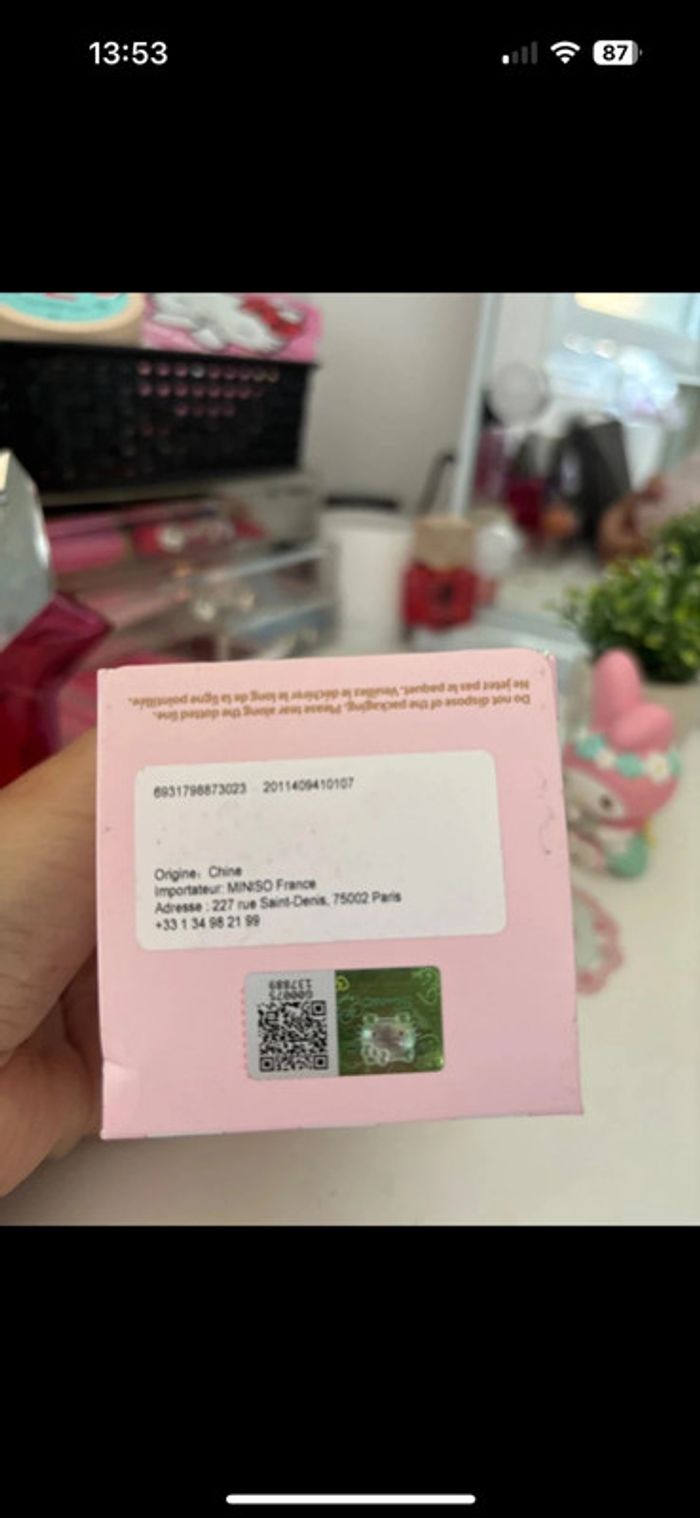 13:53
87
Ne jetez pas le paquet. Veuillez le déchirer le long de la ligne pointillée.
Do not dispose of the packaging. Please tear along the dotted line.
6931798873023 2011409410107
Origine: Chine
Importateur: MINISO France
Adresse : 227 rue Saint-Denis, 75002 Paris
+33 1 34 98 21 99
G00075
137889